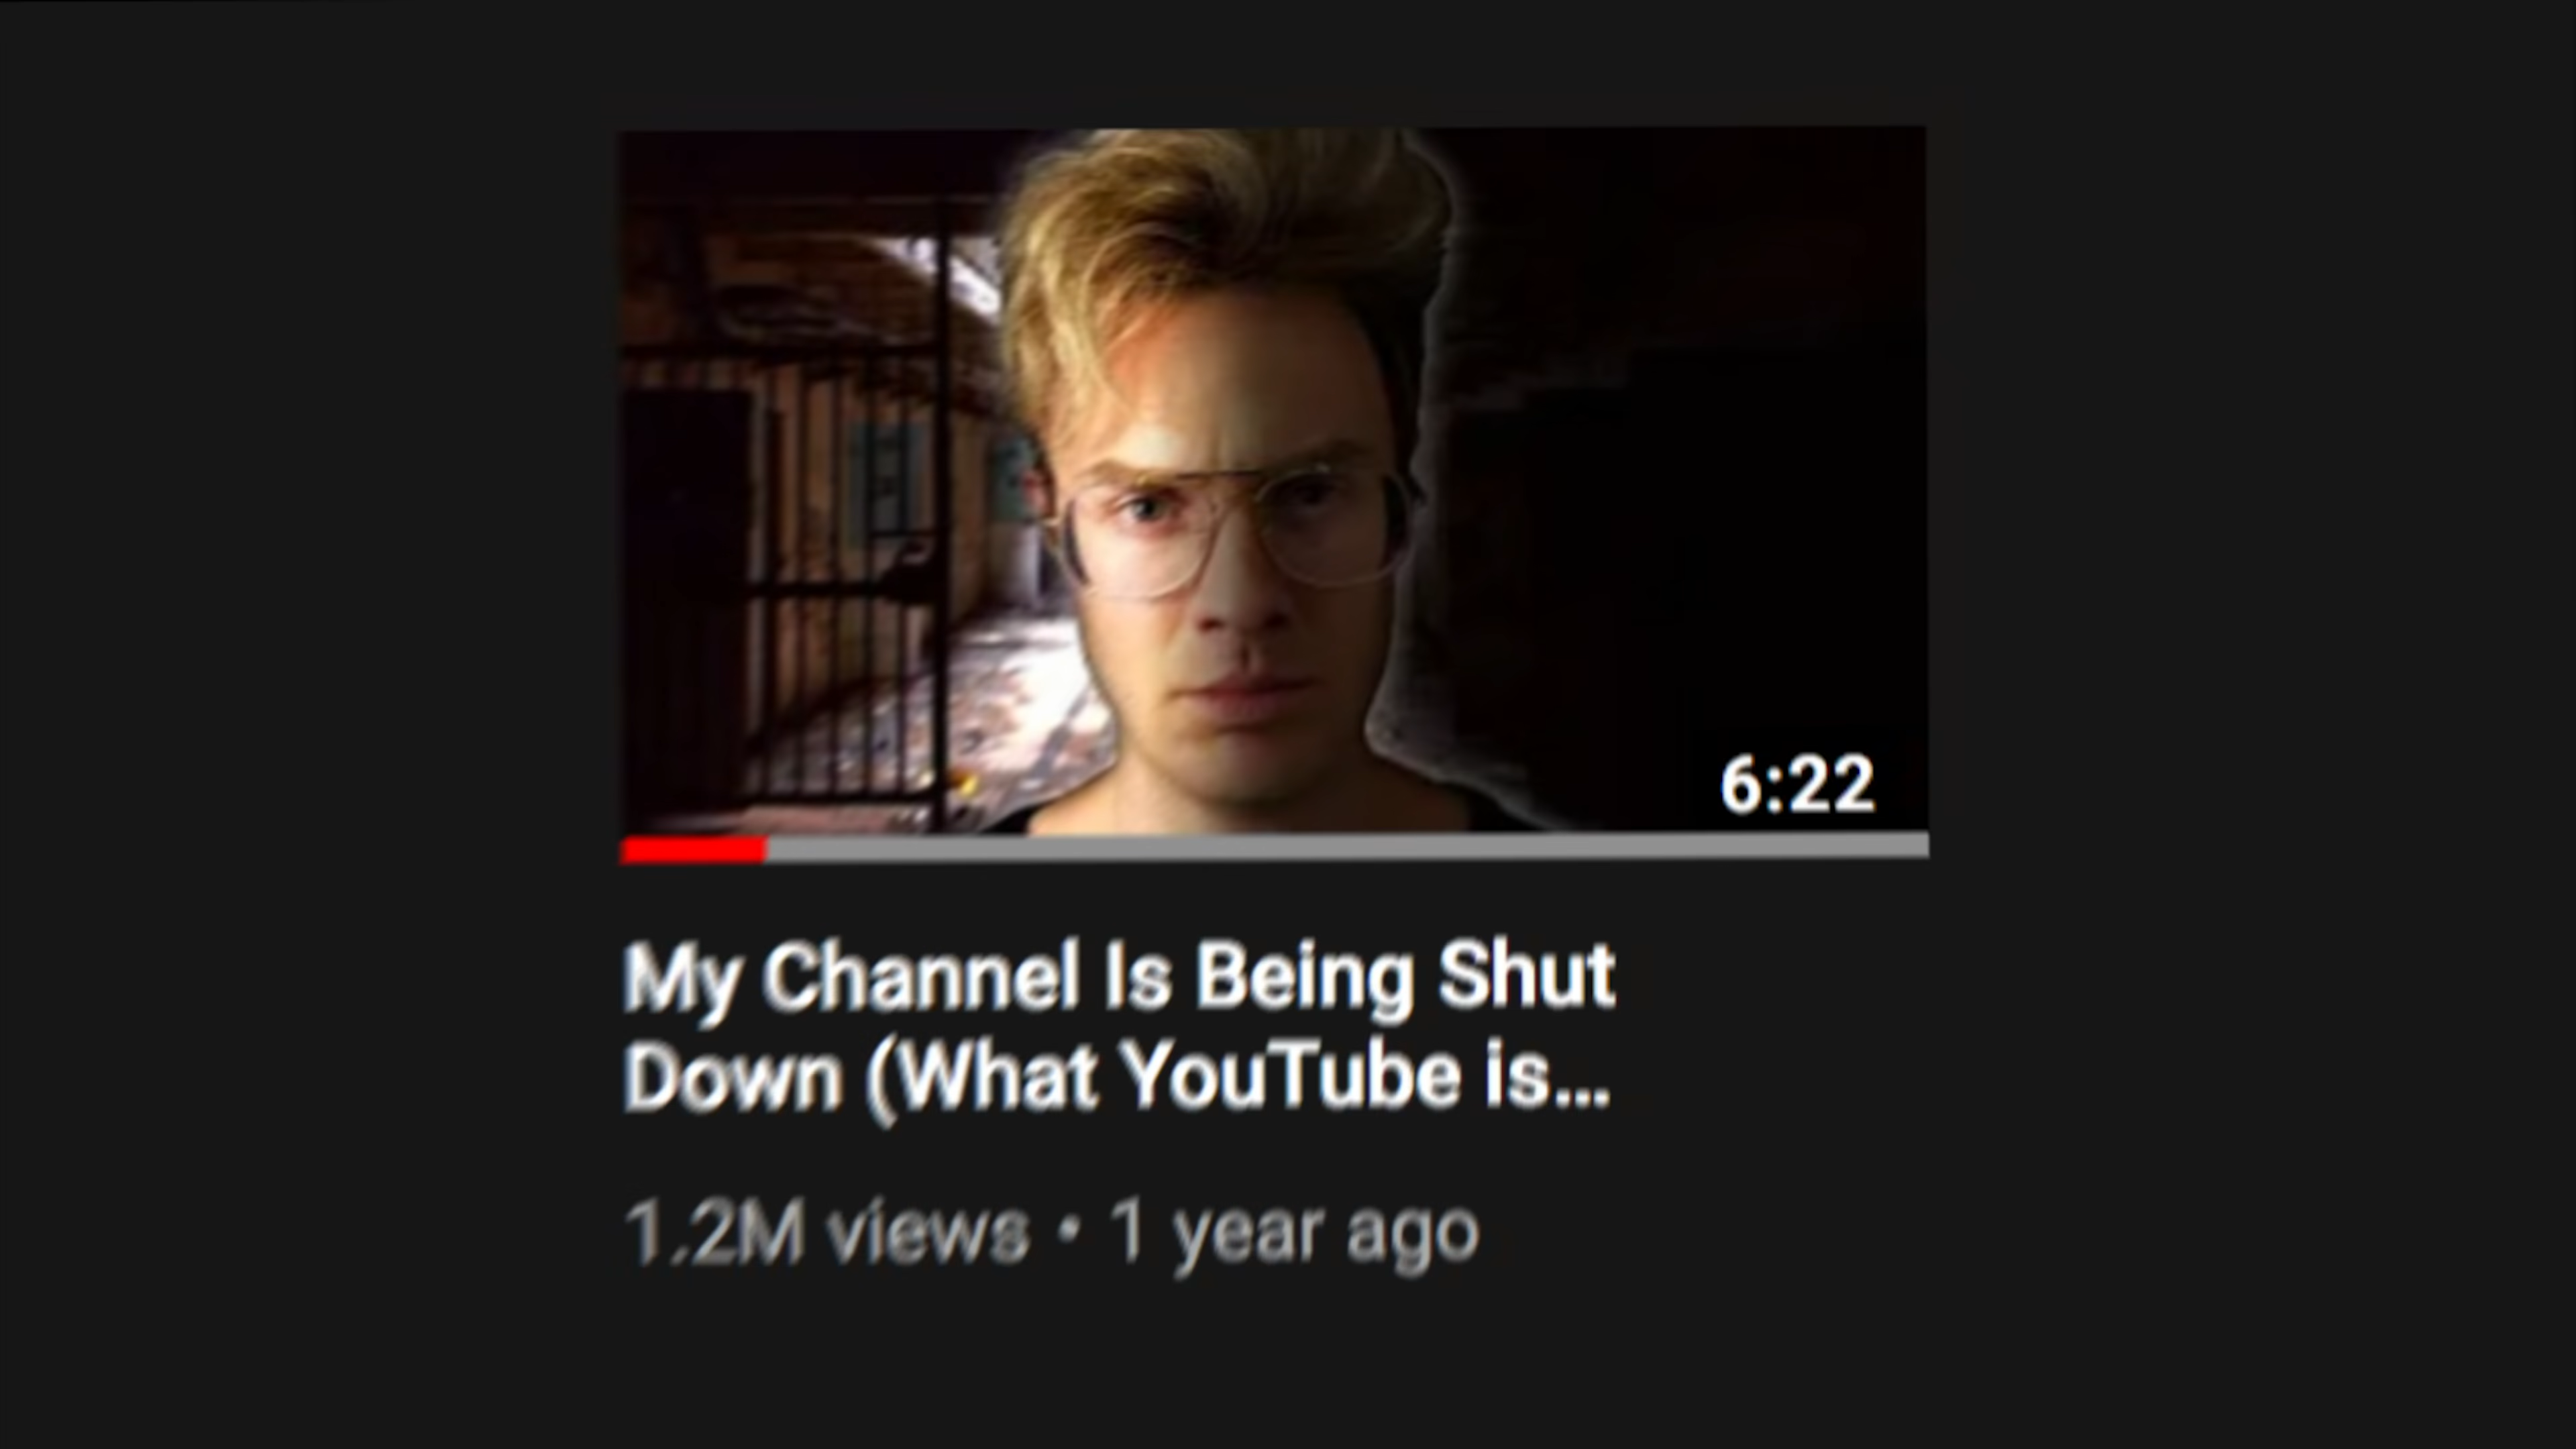 6:22
My Channel Is Being Shut
Down (What YouTube is...
1.2M views • 1 year ago